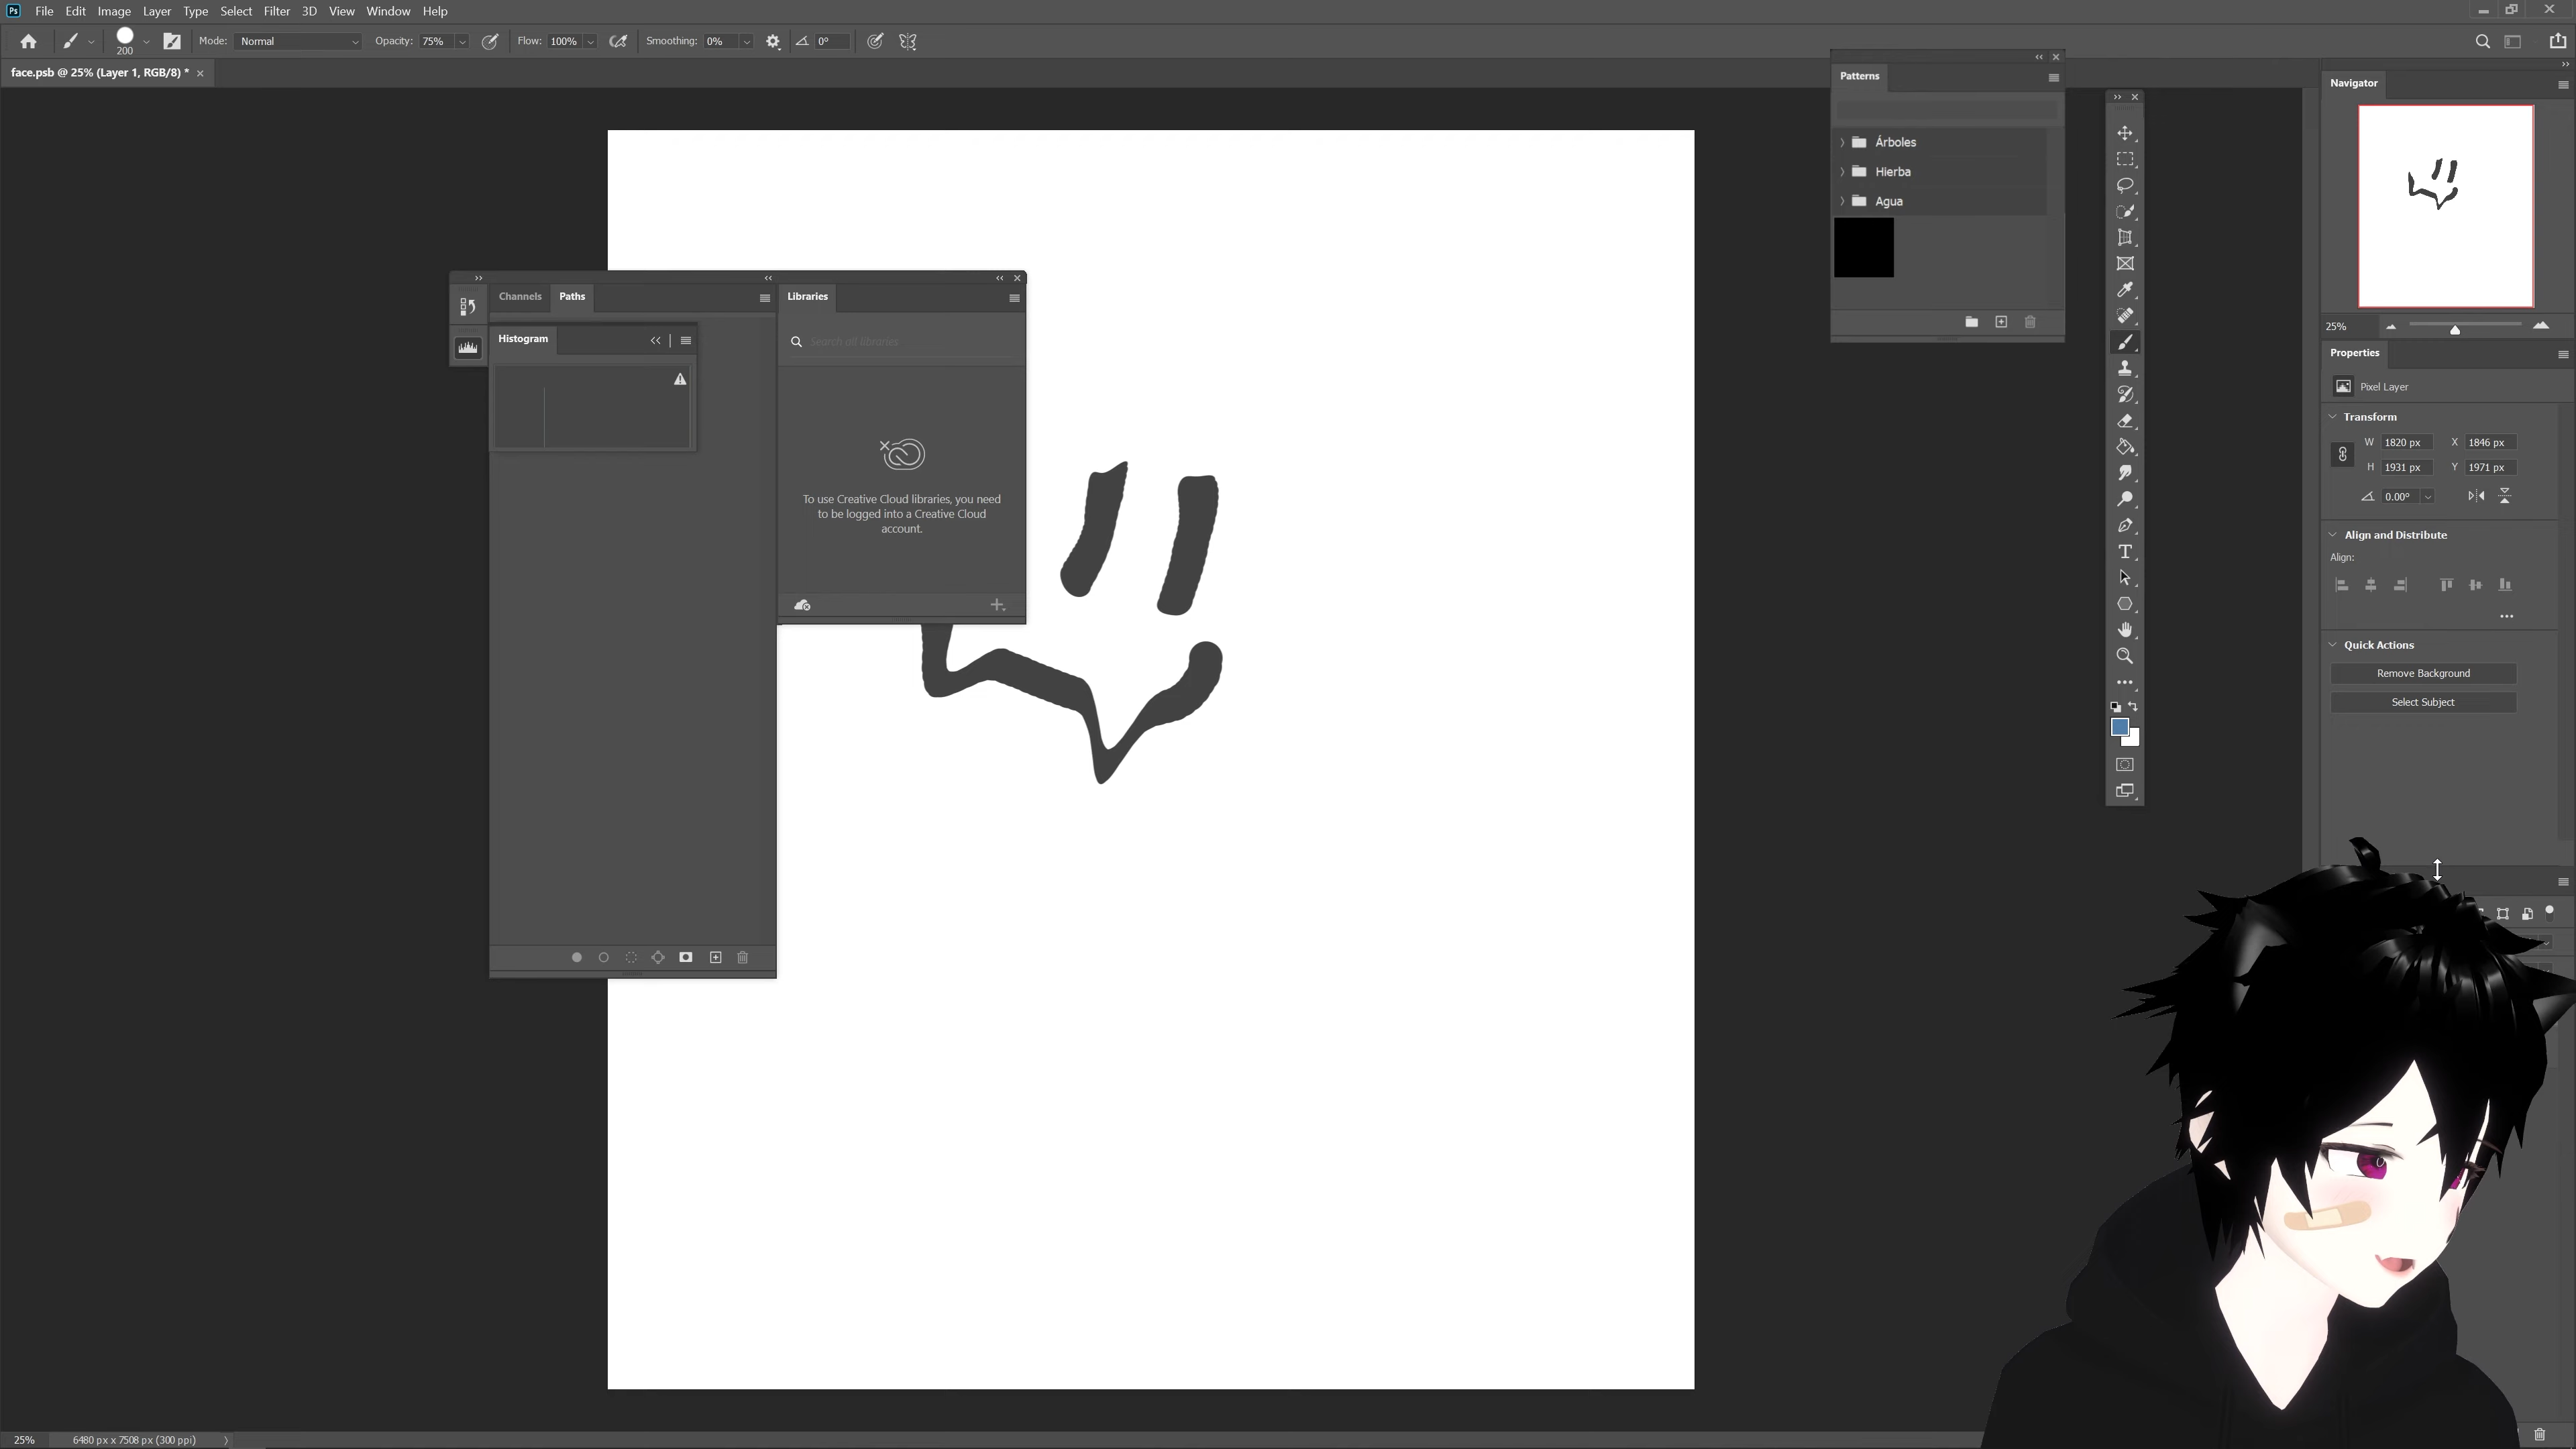 Ps File Edit Image Layer Type Select Filter 3D View Window Help
200 Mode: Normal Opacity: 75% Flow: 100% Smoothing: 0% 0°
face.psb @ 25% (Layer 1, RGB/8) *
Patterns
Árboles
Hierba
Agua
Navigator
25%
Channels Paths
Histogram
Libraries
Search all libraries
To use Creative Cloud libraries, you need
to be logged into a Creative Cloud
account.
Properties
Pixel Layer
Transform
W 1820 px X 1846 px
H 1931 px Y 1971 px
0.00°
Align and Distribute
Align:
Quick Actions
Remove Background
Select Subject
25% 6480 px x 7508 px (300 ppi)